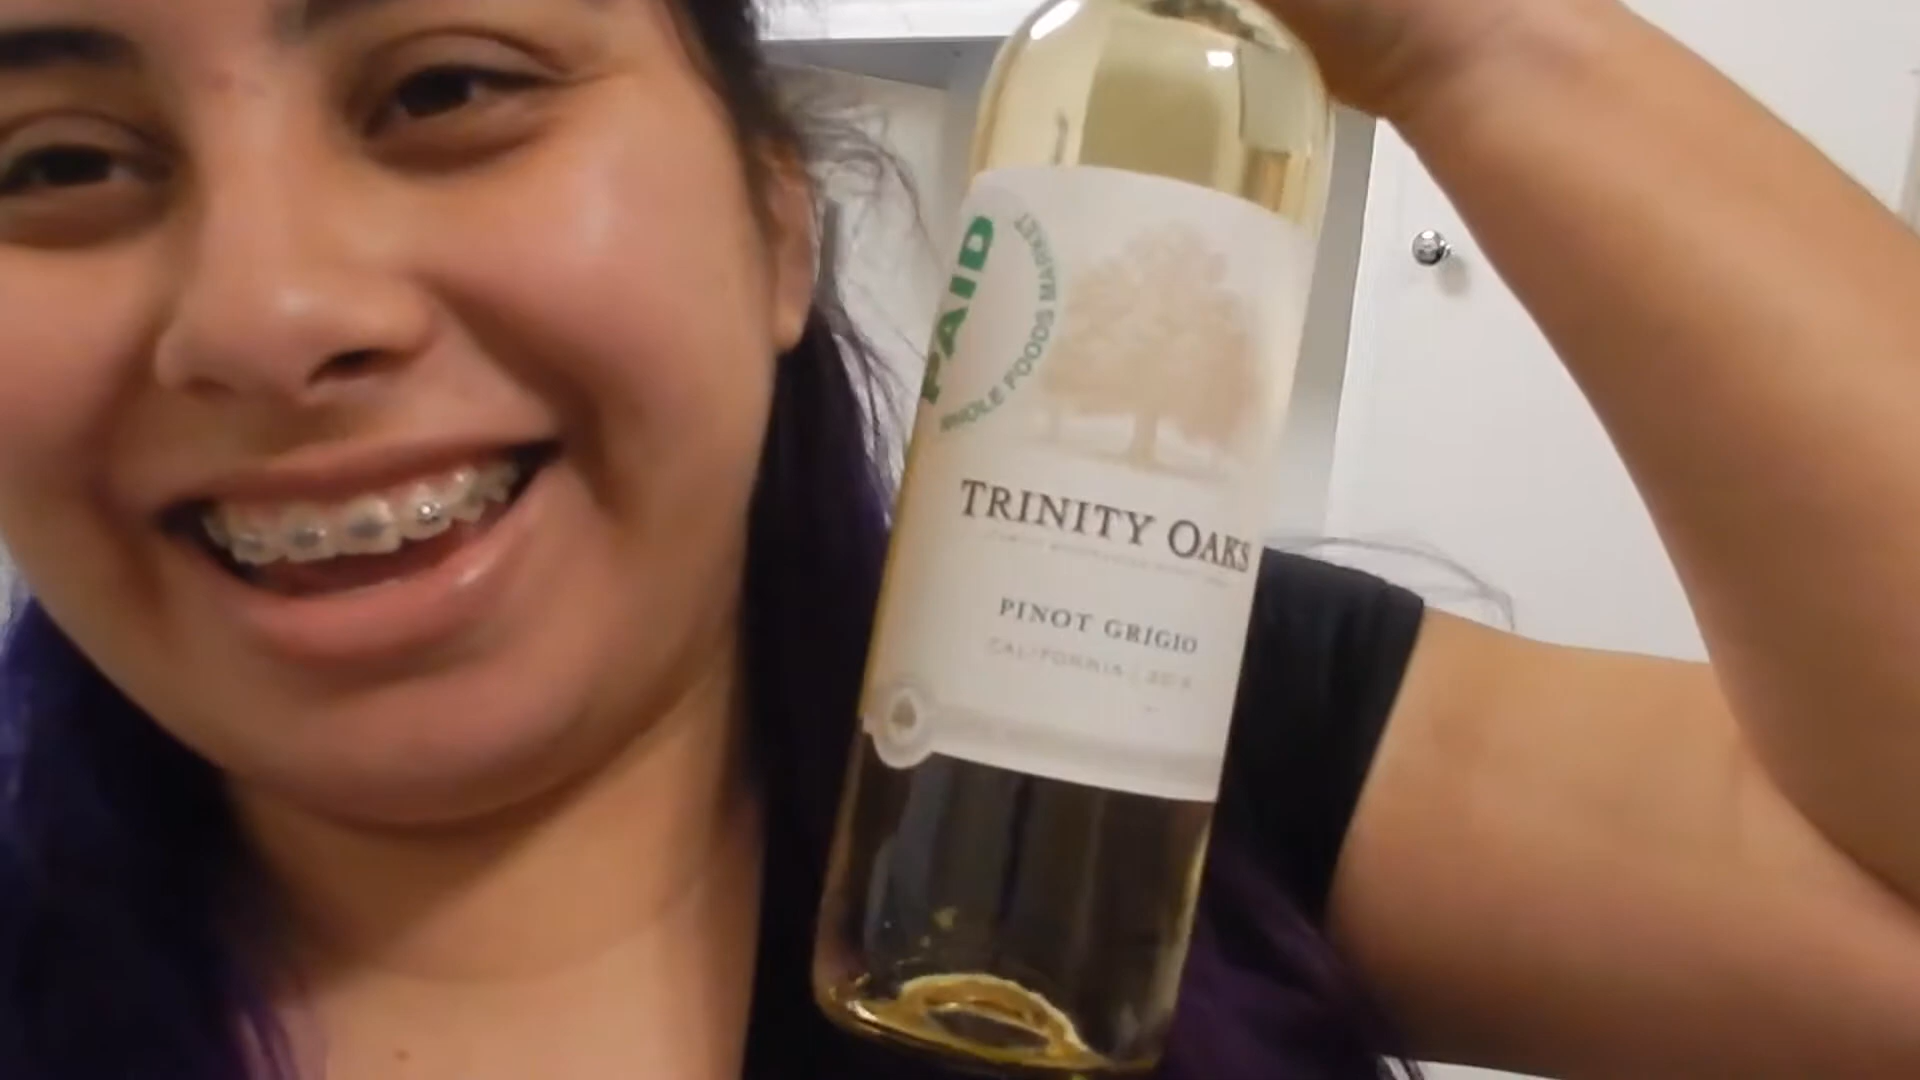 PAID
WHOLE FOODS MARKET
TRINITY OAKS
PINOT GRIGIO
CALIFORNIA